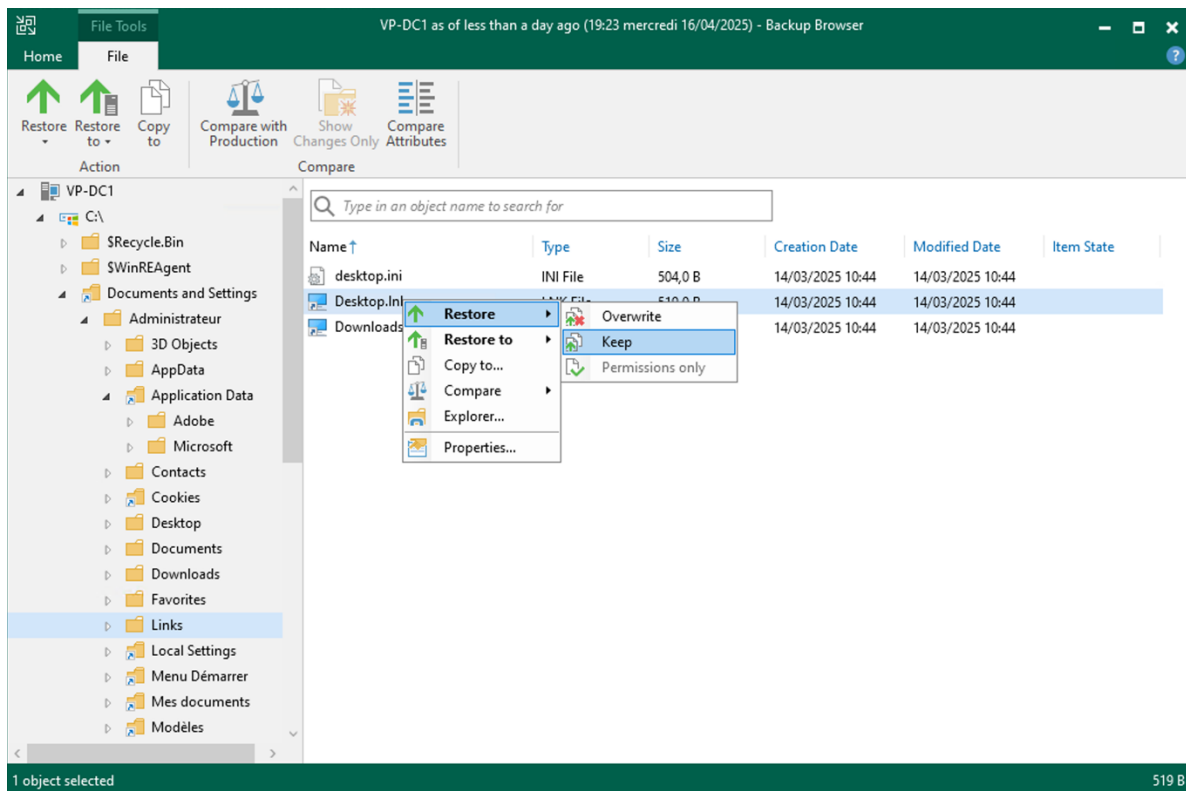 File Tools
VP-DC1 as of less than a day ago (19:23 mercredi 16/04/2025) - Backup Browser
Home
File
?
Restore
Restore to
Copy to
Compare with Production
Show Changes Only
Compare Attributes
Action
Compare
VP-DC1
C:\
$Recycle.Bin
$WinREAgent
Documents and Settings
Administrateur
3D Objects
AppData
Application Data
Adobe
Microsoft
Contacts
Cookies
Desktop
Documents
Downloads
Favorites
Links
Local Settings
Menu Démarrer
Mes documents
Modèles
Type in an object name to search for
Name Type Size Creation Date Modified Date Item State
desktop.ini INI File 504,0 B 14/03/2025 10:44 14/03/2025 10:44
Desktop.lnk 14/03/2025 10:44 14/03/2025 10:44
Downloads 14/03/2025 10:44 14/03/2025 10:44
Restore
Restore to
Copy to...
Compare
Explorer...
Properties...
Overwrite
Keep
Permissions only
1 object selected
519 B